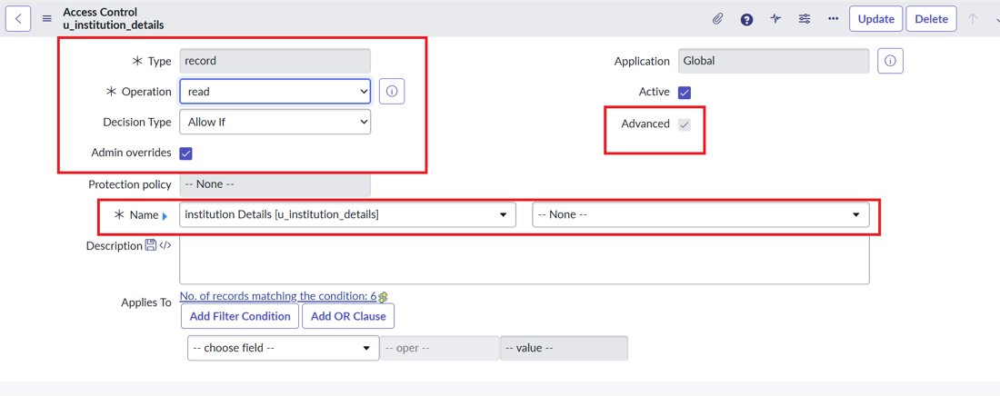 Access Control
u_institution_details
Update
Delete
* Type
record
Application
Global
* Operation
read
Active
Decision Type
Allow If
Advanced
Admin overrides
Protection policy
-- None --
* Name
institution Details [u_institution_details]
-- None --
Description
Applies To
No. of records matching the condition: 6
Add Filter Condition
Add OR Clause
-- choose field --
-- oper --
-- value --